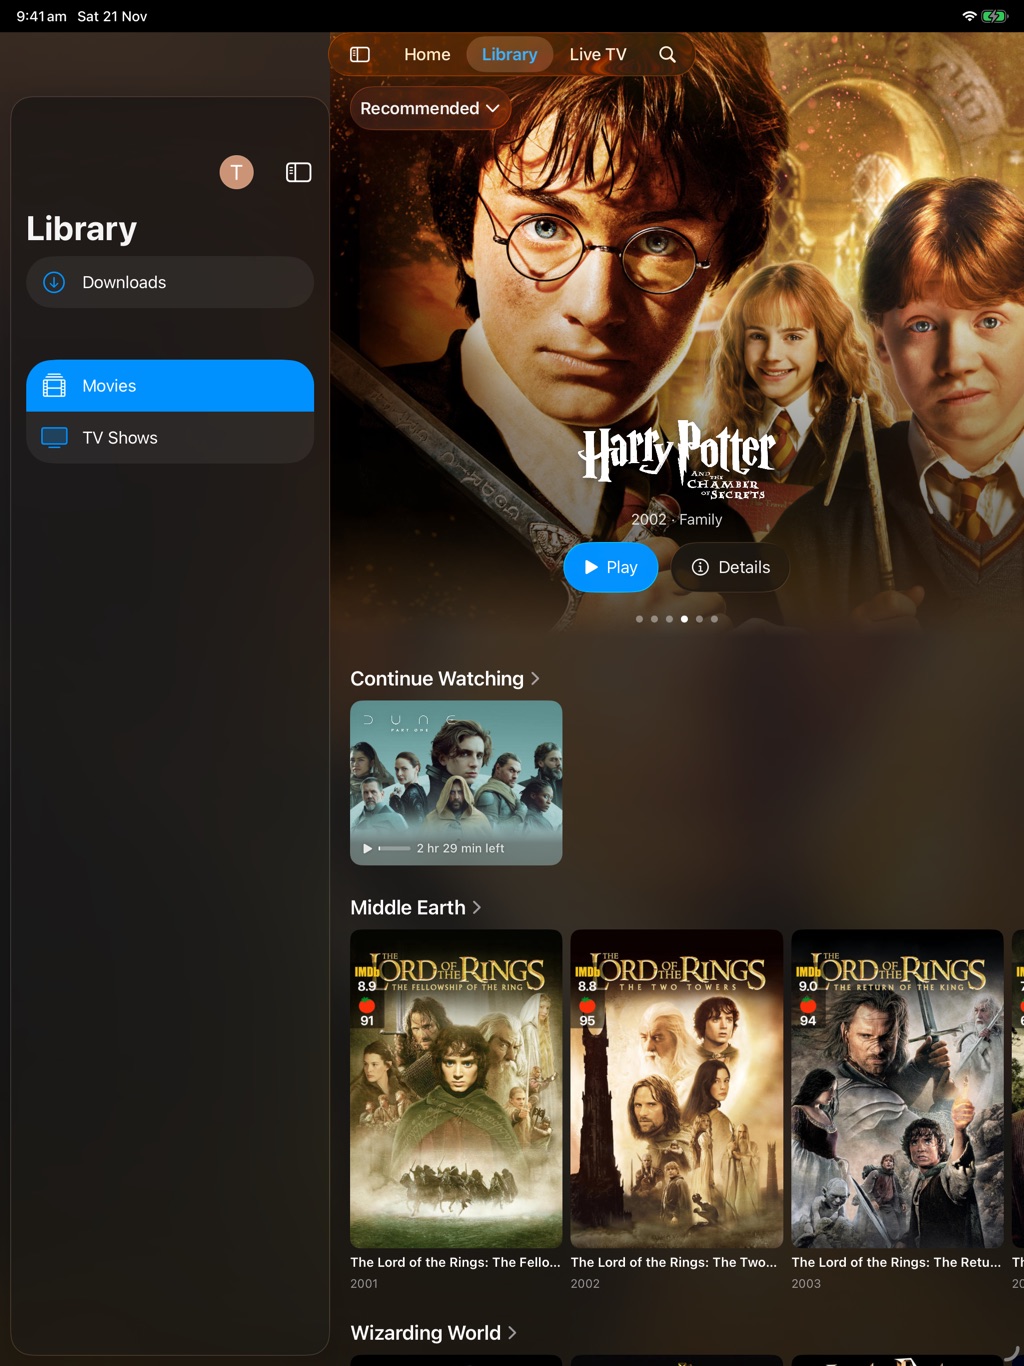 9:41 am Sat 21 Nov
Home Library Live TV
Recommended
T
Library
Downloads
Movies
TV Shows
Harry Potter
AND THE
CHAMBER
OF SECRETS
2002 · Family
Play Details
Continue Watching
DUNE
PART ONE
2 hr 29 min left
Middle Earth
THE LORD OF THE RINGS
THE FELLOWSHIP OF THE RING
IMDb
8.9
91
THE LORD OF THE RINGS
THE TWO TOWERS
IMDb
8.8
95
THE LORD OF THE RINGS
THE RETURN OF THE KING
IMDb
9.0
94
The Lord of the Rings: The Fello...
2001
The Lord of the Rings: The Two...
2002
The Lord of the Rings: The Retu...
2003
Wizarding World